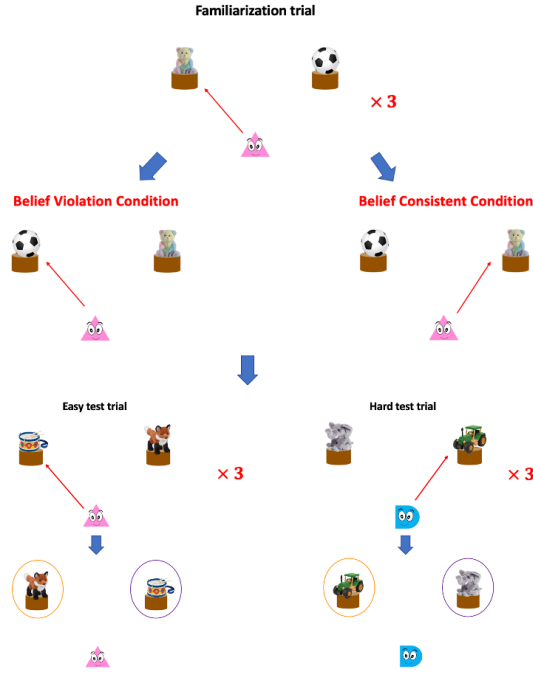 Familiarization trial
× 3
Belief Violation Condition
Belief Consistent Condition
Easy test trial
Hard test trial
× 3
× 3